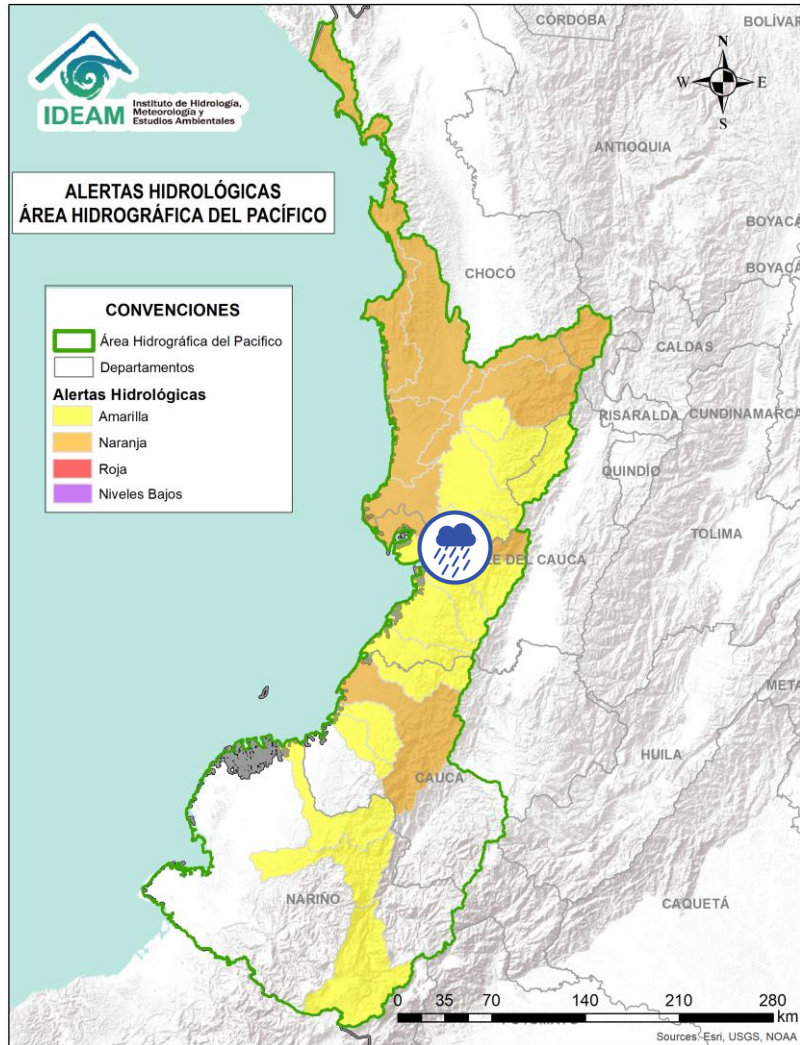 CÓRDOBA
BOLÍVAR
N
W E
S
IDEAM
Instituto de Hidrología,
Meteorología y
Estudios Ambientales
ANTIOQUIA
ALERTAS HIDROLÓGICAS
ÁREA HIDROGRÁFICA DEL PACÍFICO
BOYACÁ
BOYACÁ
CHOCÓ
CONVENCIONES
Área Hidrográfica del Pacifico
Departamentos
Alertas Hidrológicas
Amarilla
Naranja
Roja
Niveles Bajos
CALDAS
RISARALDA
CUNDINAMARCA
QUINDÍO
TOLIMA
DEL CAUCA
META
HUILA
CAUCA
NARIÑO
CAQUETÁ
0 35 70 140 210 280
km
Sources: Esri, USGS, NOAA